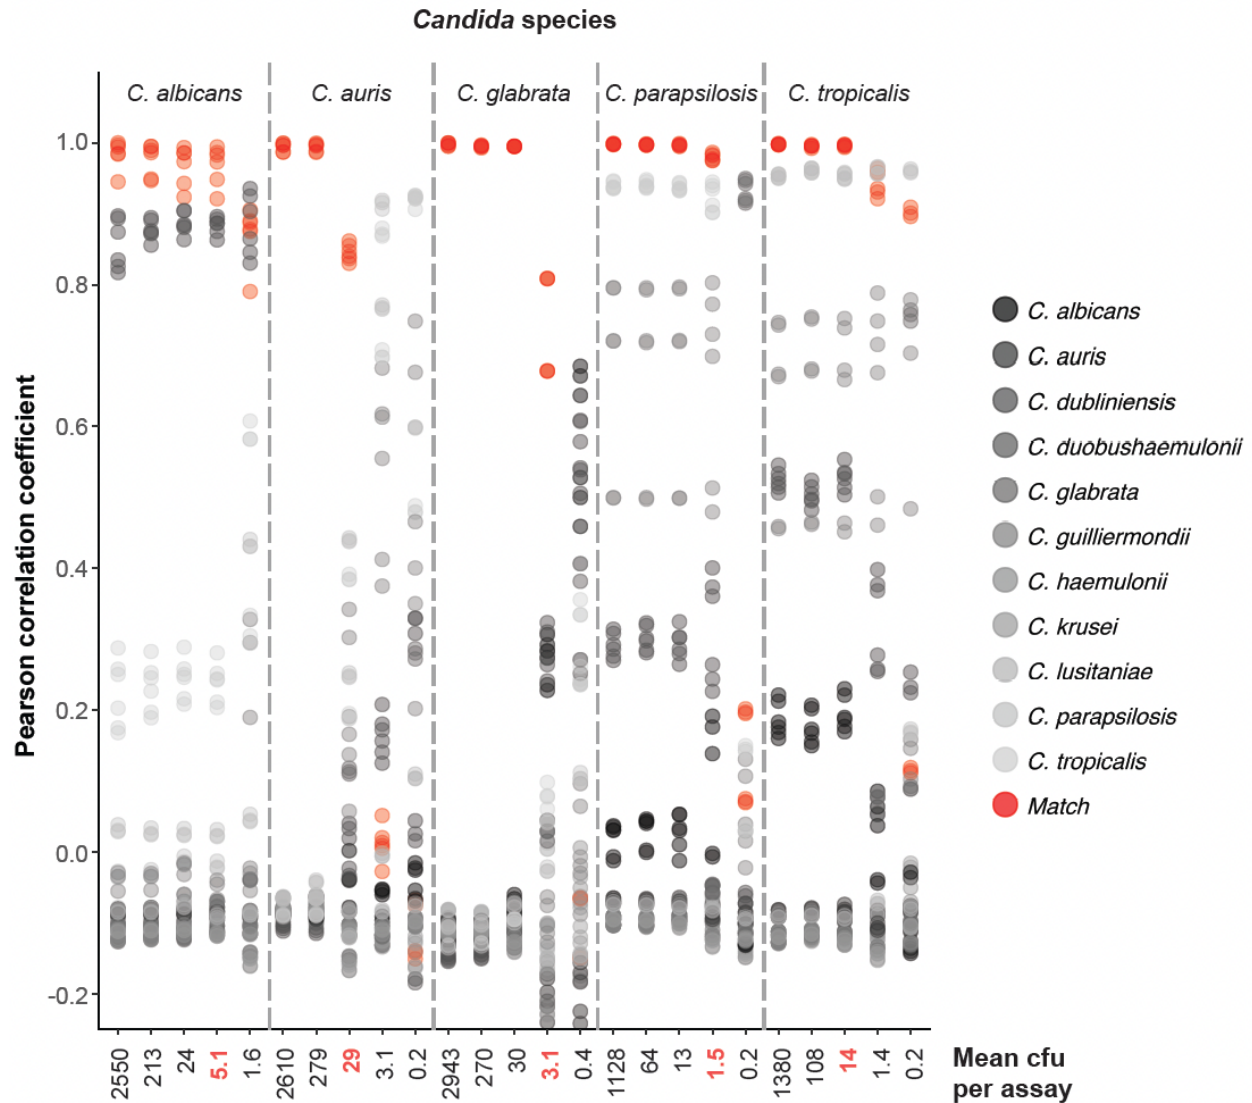 Candida species
C. albicans
C. auris
C. glabrata
C. parapsilosis
C. tropicalis
Pearson correlation coefficient
1.0
0.8
0.6
0.4
0.2
0.0
-0.2
C. albicans
C. auris
C. dubliniensis
C. duobushaemulonii
C. glabrata
C. guilliermondii
C. haemulonii
C. krusei
C. lusitaniae
C. parapsilosis
C. tropicalis
Match
2550 213 24 5.1 1.6 2610 279 29 3.1 0.2 2943 270 30 3.1 0.4 1128 64 13 1.5 0.2 1380 108 14 1.4 0.2
Mean cfu
per assay